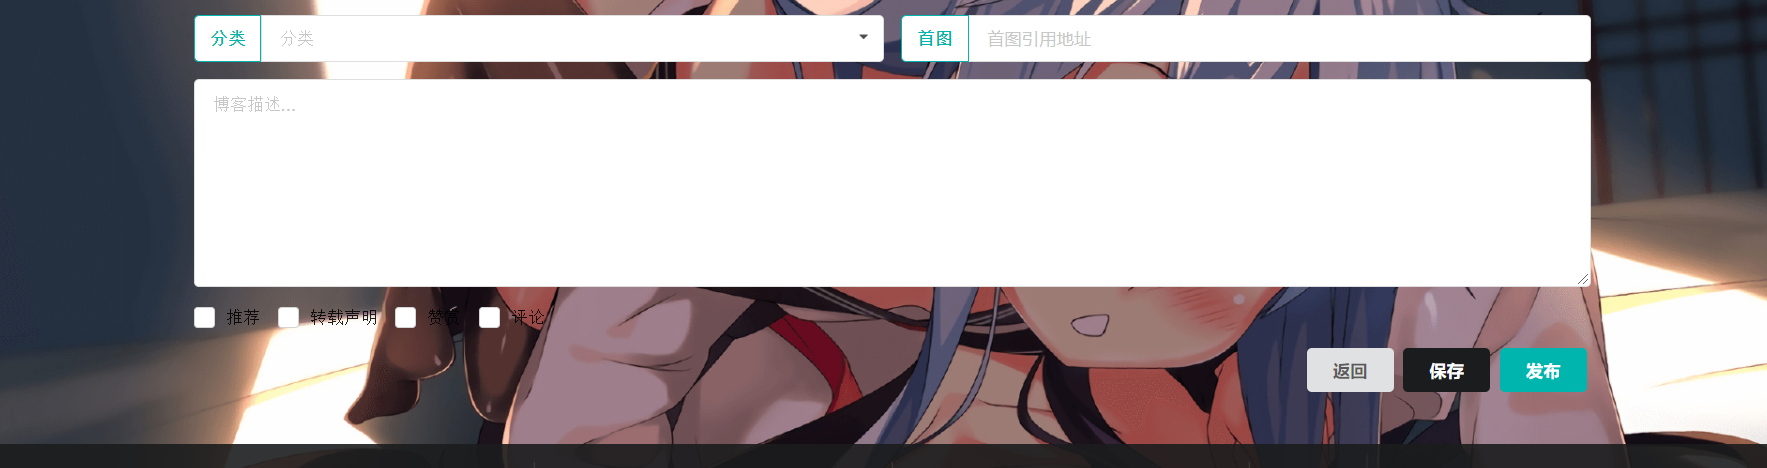 分类 分类 首图 首图引用地址
博客描述...
推荐 转载声明 赞赏 评论
返回 保存 发布